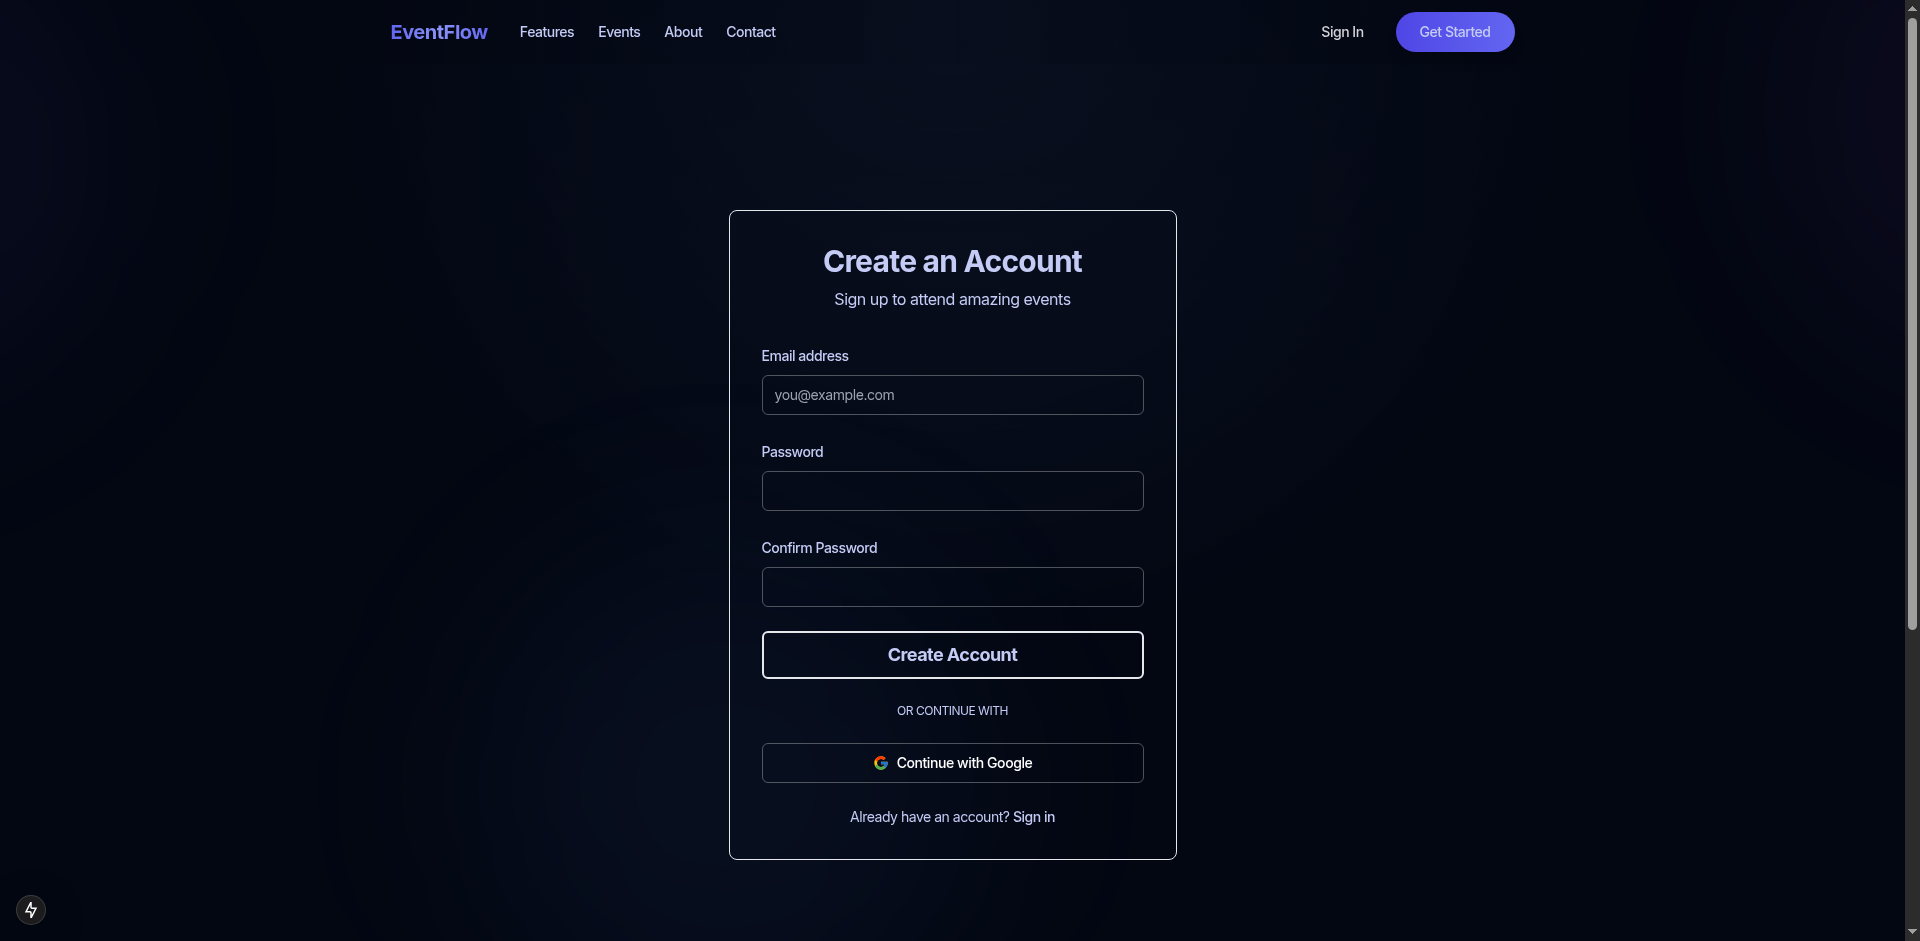 EventFlow
Features
Events
About
Contact
Sign In
Get Started
Create an Account
Sign up to attend amazing events
Email address
you@example.com
Password
Confirm Password
Create Account
OR CONTINUE WITH
Continue with Google
Already have an account? Sign in